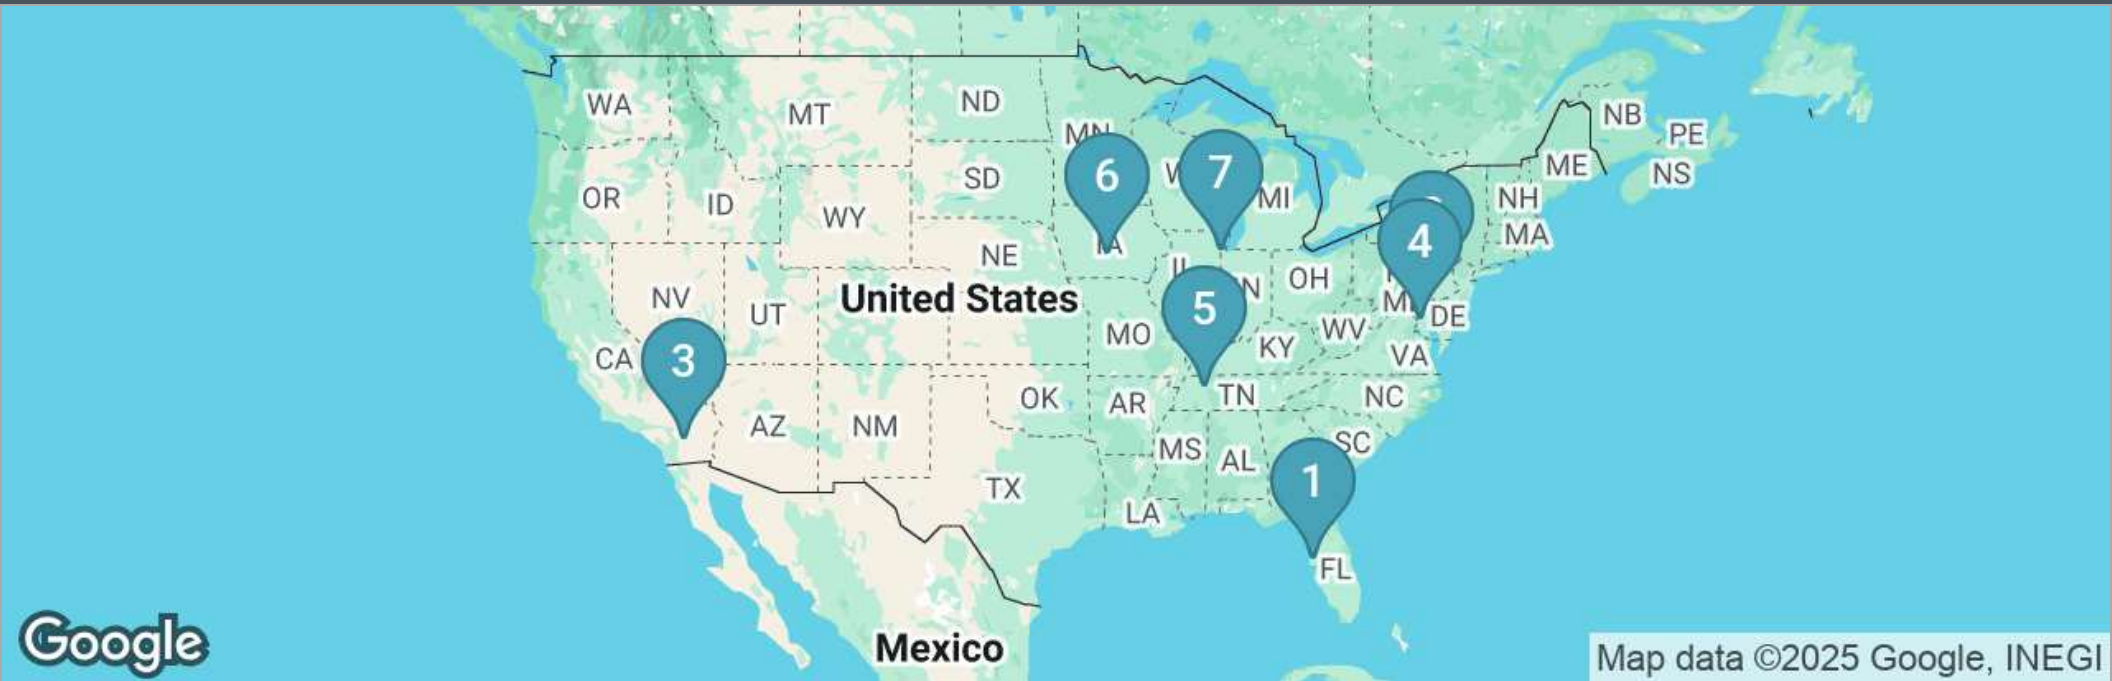 WA
MT
ND
MN
NB
PE
ME
NS
OR
ID
SD
WY
6
7
MI
NH
MA
4
NE
NV
UT
United States
IA
IL
OH
5
MO
KY
WV
DE
VA
CA
3
AZ
NM
OK
AR
TN
NC
SC
MS
AL
1
TX
LA
FL
Google
Mexico
Map data ©2025 Google, INEGI